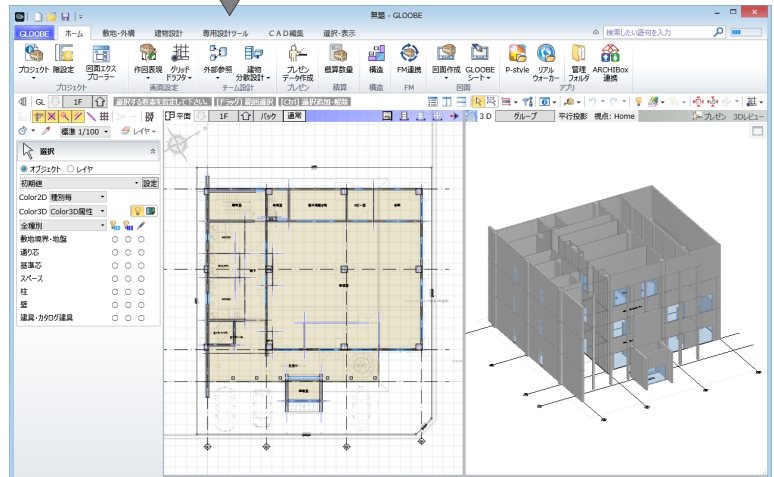 無題 - GLOOBE
GLOOBE ホーム 敷地・外構 建物設計 専用設計ツール CAD編集 選択・表示 検索したい語句を入力
プロジェクト 階設定 図面エクスプローラー 作図表現 グリッドドラフタ 外部参照 建物分散設計 プレゼンデータ作成 概算数量 構造 FM連携 図面作成 GLOOBEシート P-style リアルウォーカー 管理フォルダ ARCHIBox連携
プロジェクト 画面設定 チーム設計 プレゼン 積算 構造 FM 図面 アプリ
GL 1F 選択する要素を指定して下さい。 [ドラッグ] 範囲選択 [Ctrl] 選択追加・解除
平面 1F バック 通常 3D グループ 平行投影 視点: Home プレゼン 3Dレビュー
標準 1/100 レイヤ
選択
オブジェクト レイヤ
初期値 設定
Color2D 種別毎
Color3D Color3D属性
全種別
敷地境界・地盤
通り芯
基準芯
スペース
柱
壁
建具・カタログ建具